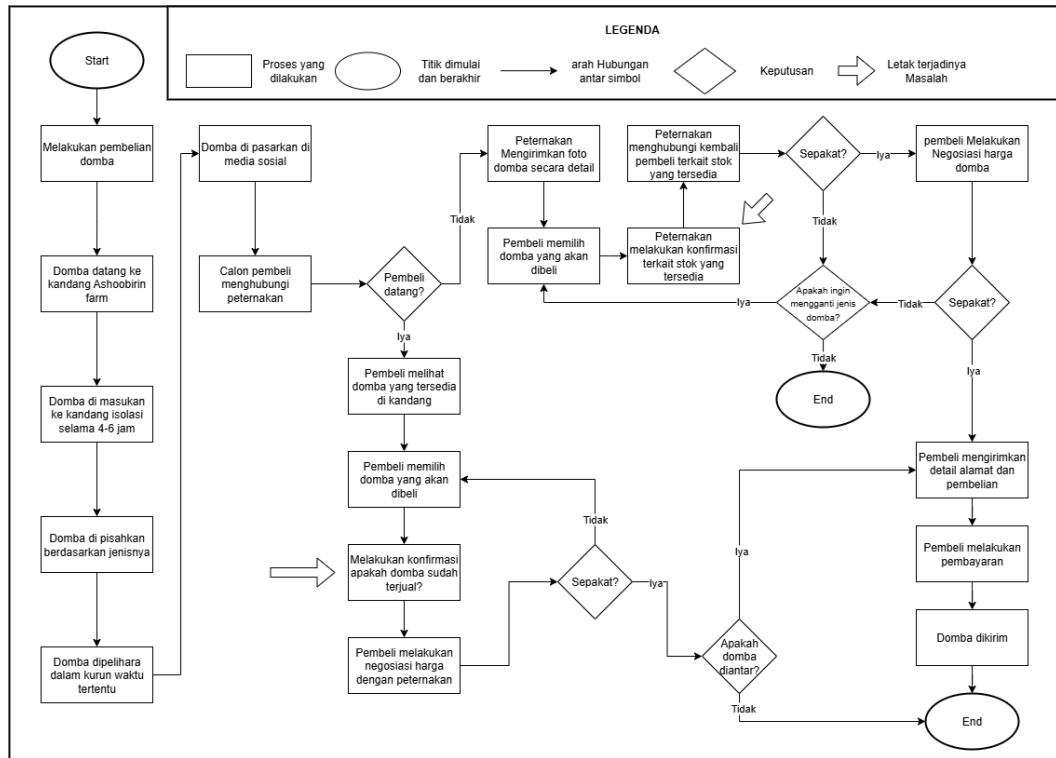 LEGENDA
Proses yang
dilakukan
Titik dimulai
dan berakhir
arah Hubungan
antar simbol
Keputusan
Letak terjadinya
Masalah
Start
Melakukan pembelian
domba
Domba datang ke
kandang Ashoobirin
farm
Domba di masukan
ke kandang isolasi
selama 4-6 jam
Domba di pisahkan
berdasarkan jenisnya
Domba dipelihara
dalam kurun waktu
tertentu
Domba di pasarkan di
media sosial
Calon pembeli
menghubungi
peternakan
Pembeli
datang?
Tidak
Peternakan
Mengirimkan foto
domba secara detail
Pembeli memilih
domba yang akan
dibeli
Peternakan
melakukan konfirmasi
terkait stok yang
tersedia
Peternakan
menghubungi kembali
pembeli terkait stok
yang tersedia
Sepakat?
Iya
pembeli Melakukan
Negosiasi harga
domba
Tidak
Apakah ingin
mengganti jenis
domba?
Iya
Tidak
Sepakat?
Tidak
End
Iya
Iya
Pembeli melihat
domba yang tersedia
di kandang
Pembeli memilih
domba yang akan
dibeli
Melakukan konfirmasi
apakah domba sudah
terjual?
Pembeli melakukan
negosiasi harga
dengan peternakan
Tidak
Sepakat?
Iya
Apakah
domba
diantar?
Iya
Tidak
Pembeli mengirimkan
detail alamat dan
pembelian
Pembeli melakukan
pembayaran
Domba dikirim
End